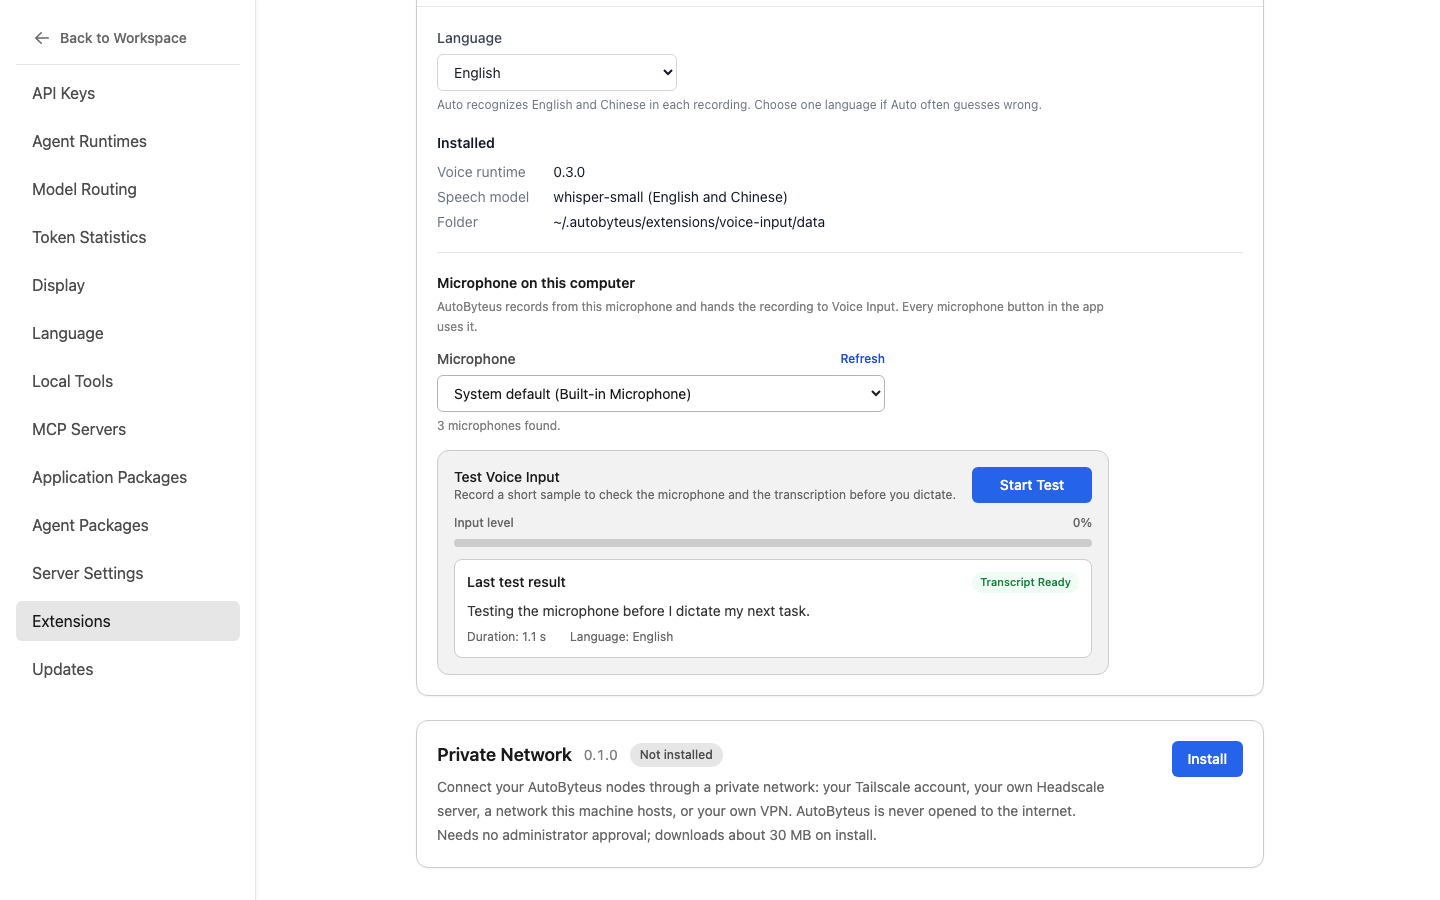 Back to Workspace
API Keys
Agent Runtimes
Model Routing
Token Statistics
Display
Language
Local Tools
MCP Servers
Application Packages
Agent Packages
Server Settings
Extensions
Updates
Language
English
Auto recognizes English and Chinese in each recording. Choose one language if Auto often guesses wrong.
Installed
Voice runtime 0.3.0
Speech model whisper-small (English and Chinese)
Folder ~/.autobyteus/extensions/voice-input/data
Microphone on this computer
AutoByteus records from this microphone and hands the recording to Voice Input. Every microphone button in the app
uses it.
Microphone Refresh
System default (Built-in Microphone)
3 microphones found.
Test Voice Input
Record a short sample to check the microphone and the transcription before you dictate.
Start Test
Input level 0%
Last test result Transcript Ready
Testing the microphone before I dictate my next task.
Duration: 1.1 s Language: English
Private Network 0.1.0 Not installed
Install
Connect your AutoByteus nodes through a private network: your Tailscale account, your own Headscale
server, a network this machine hosts, or your own VPN. AutoByteus is never opened to the internet.
Needs no administrator approval; downloads about 30 MB on install.